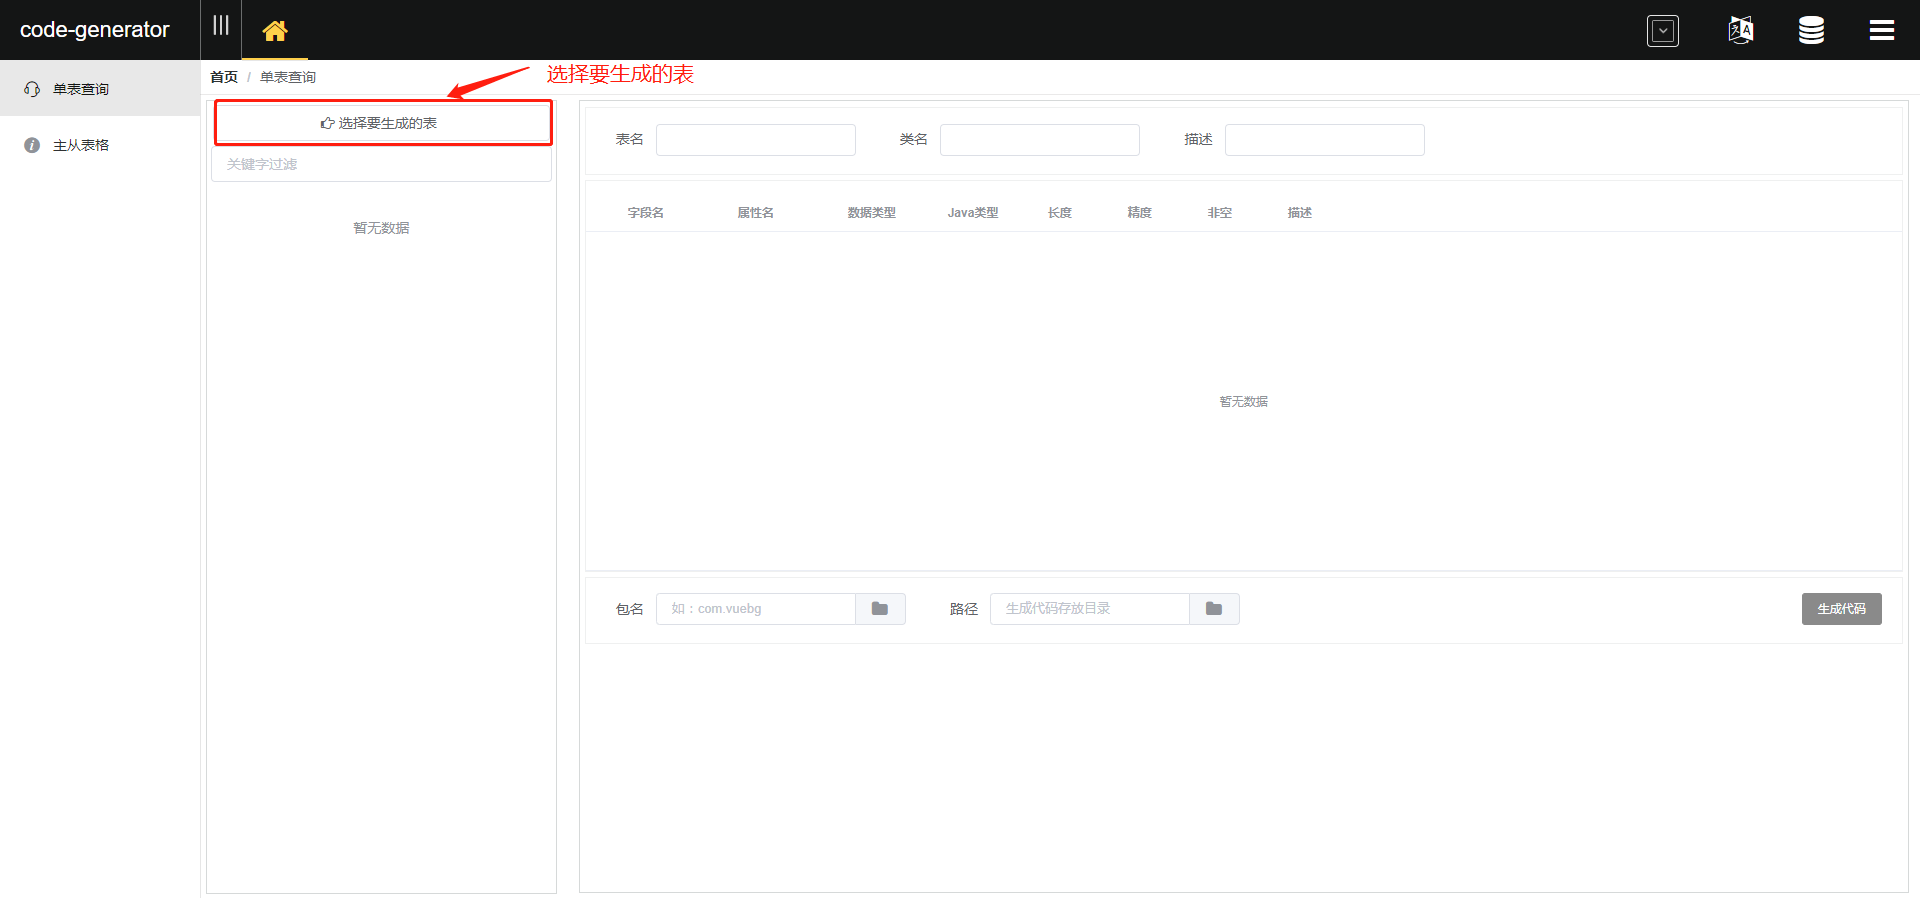 code-generator
单表查询
主从表格
首页 / 单表查询
选择要生成的表
选择要生成的表
关键字过滤
暂无数据
表名 类名 描述
字段名 属性名 数据类型 Java类型 长度 精度 非空 描述
暂无数据
包名 如：com.vuebg 路径 生成代码存放目录 生成代码